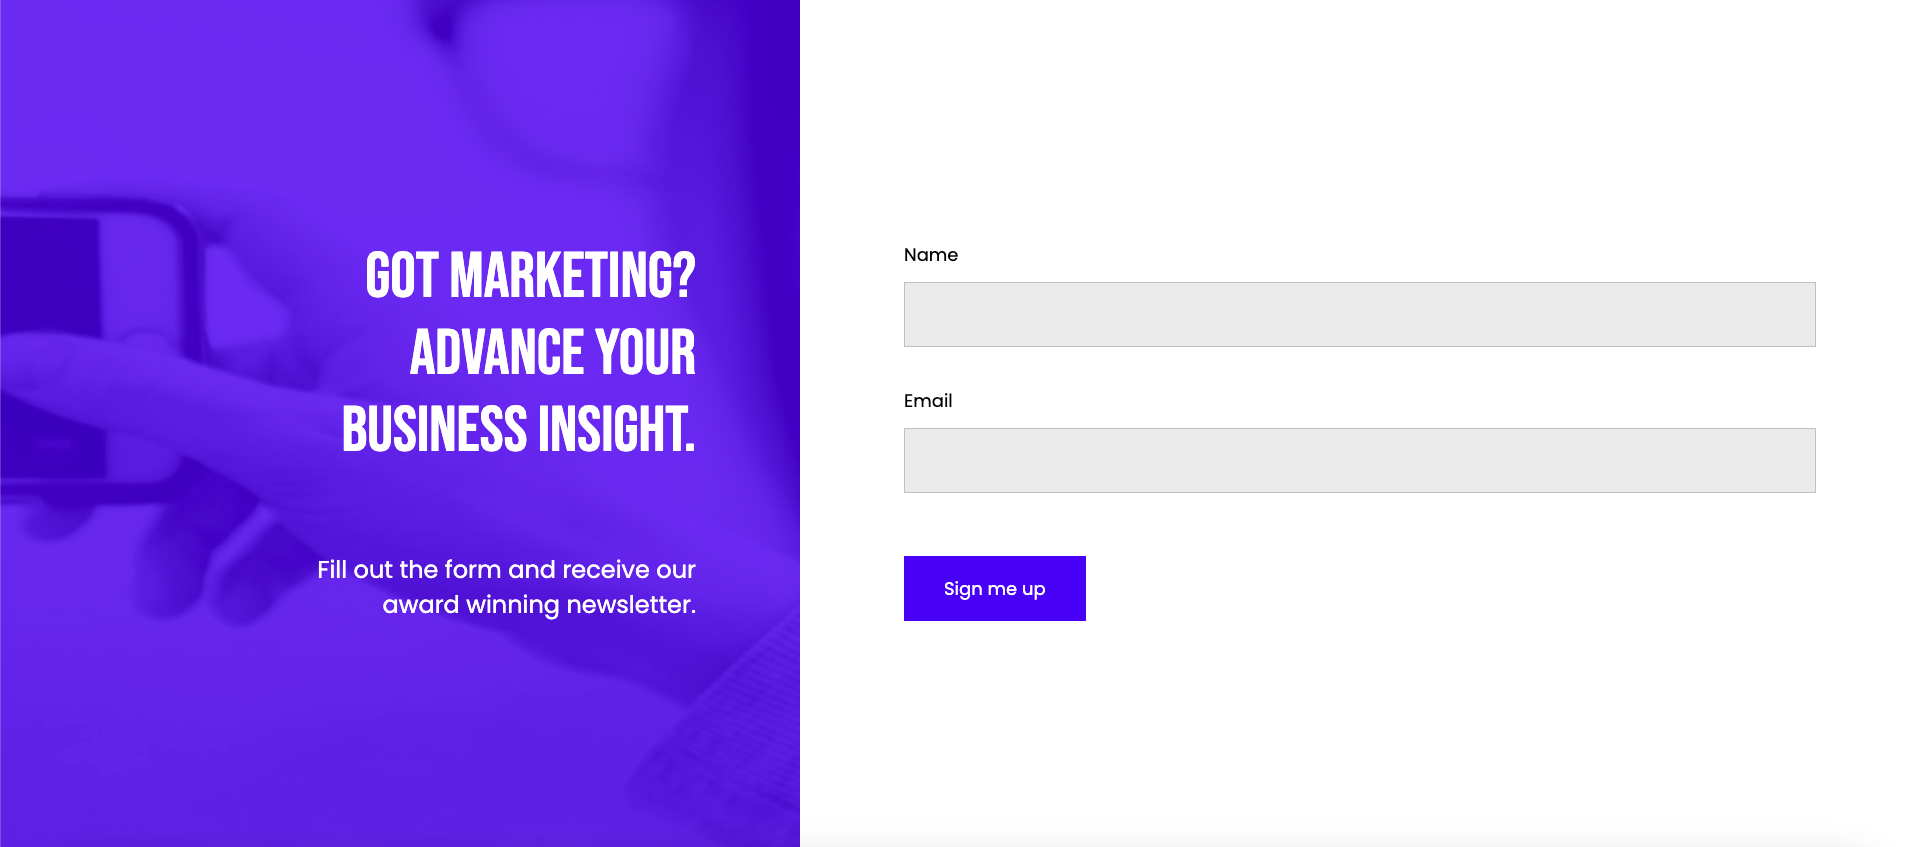 GOT MARKETING?
ADVANCE YOUR
BUSINESS INSIGHT.
Fill out the form and receive our
award winning newsletter.
Name
Email
Sign me up